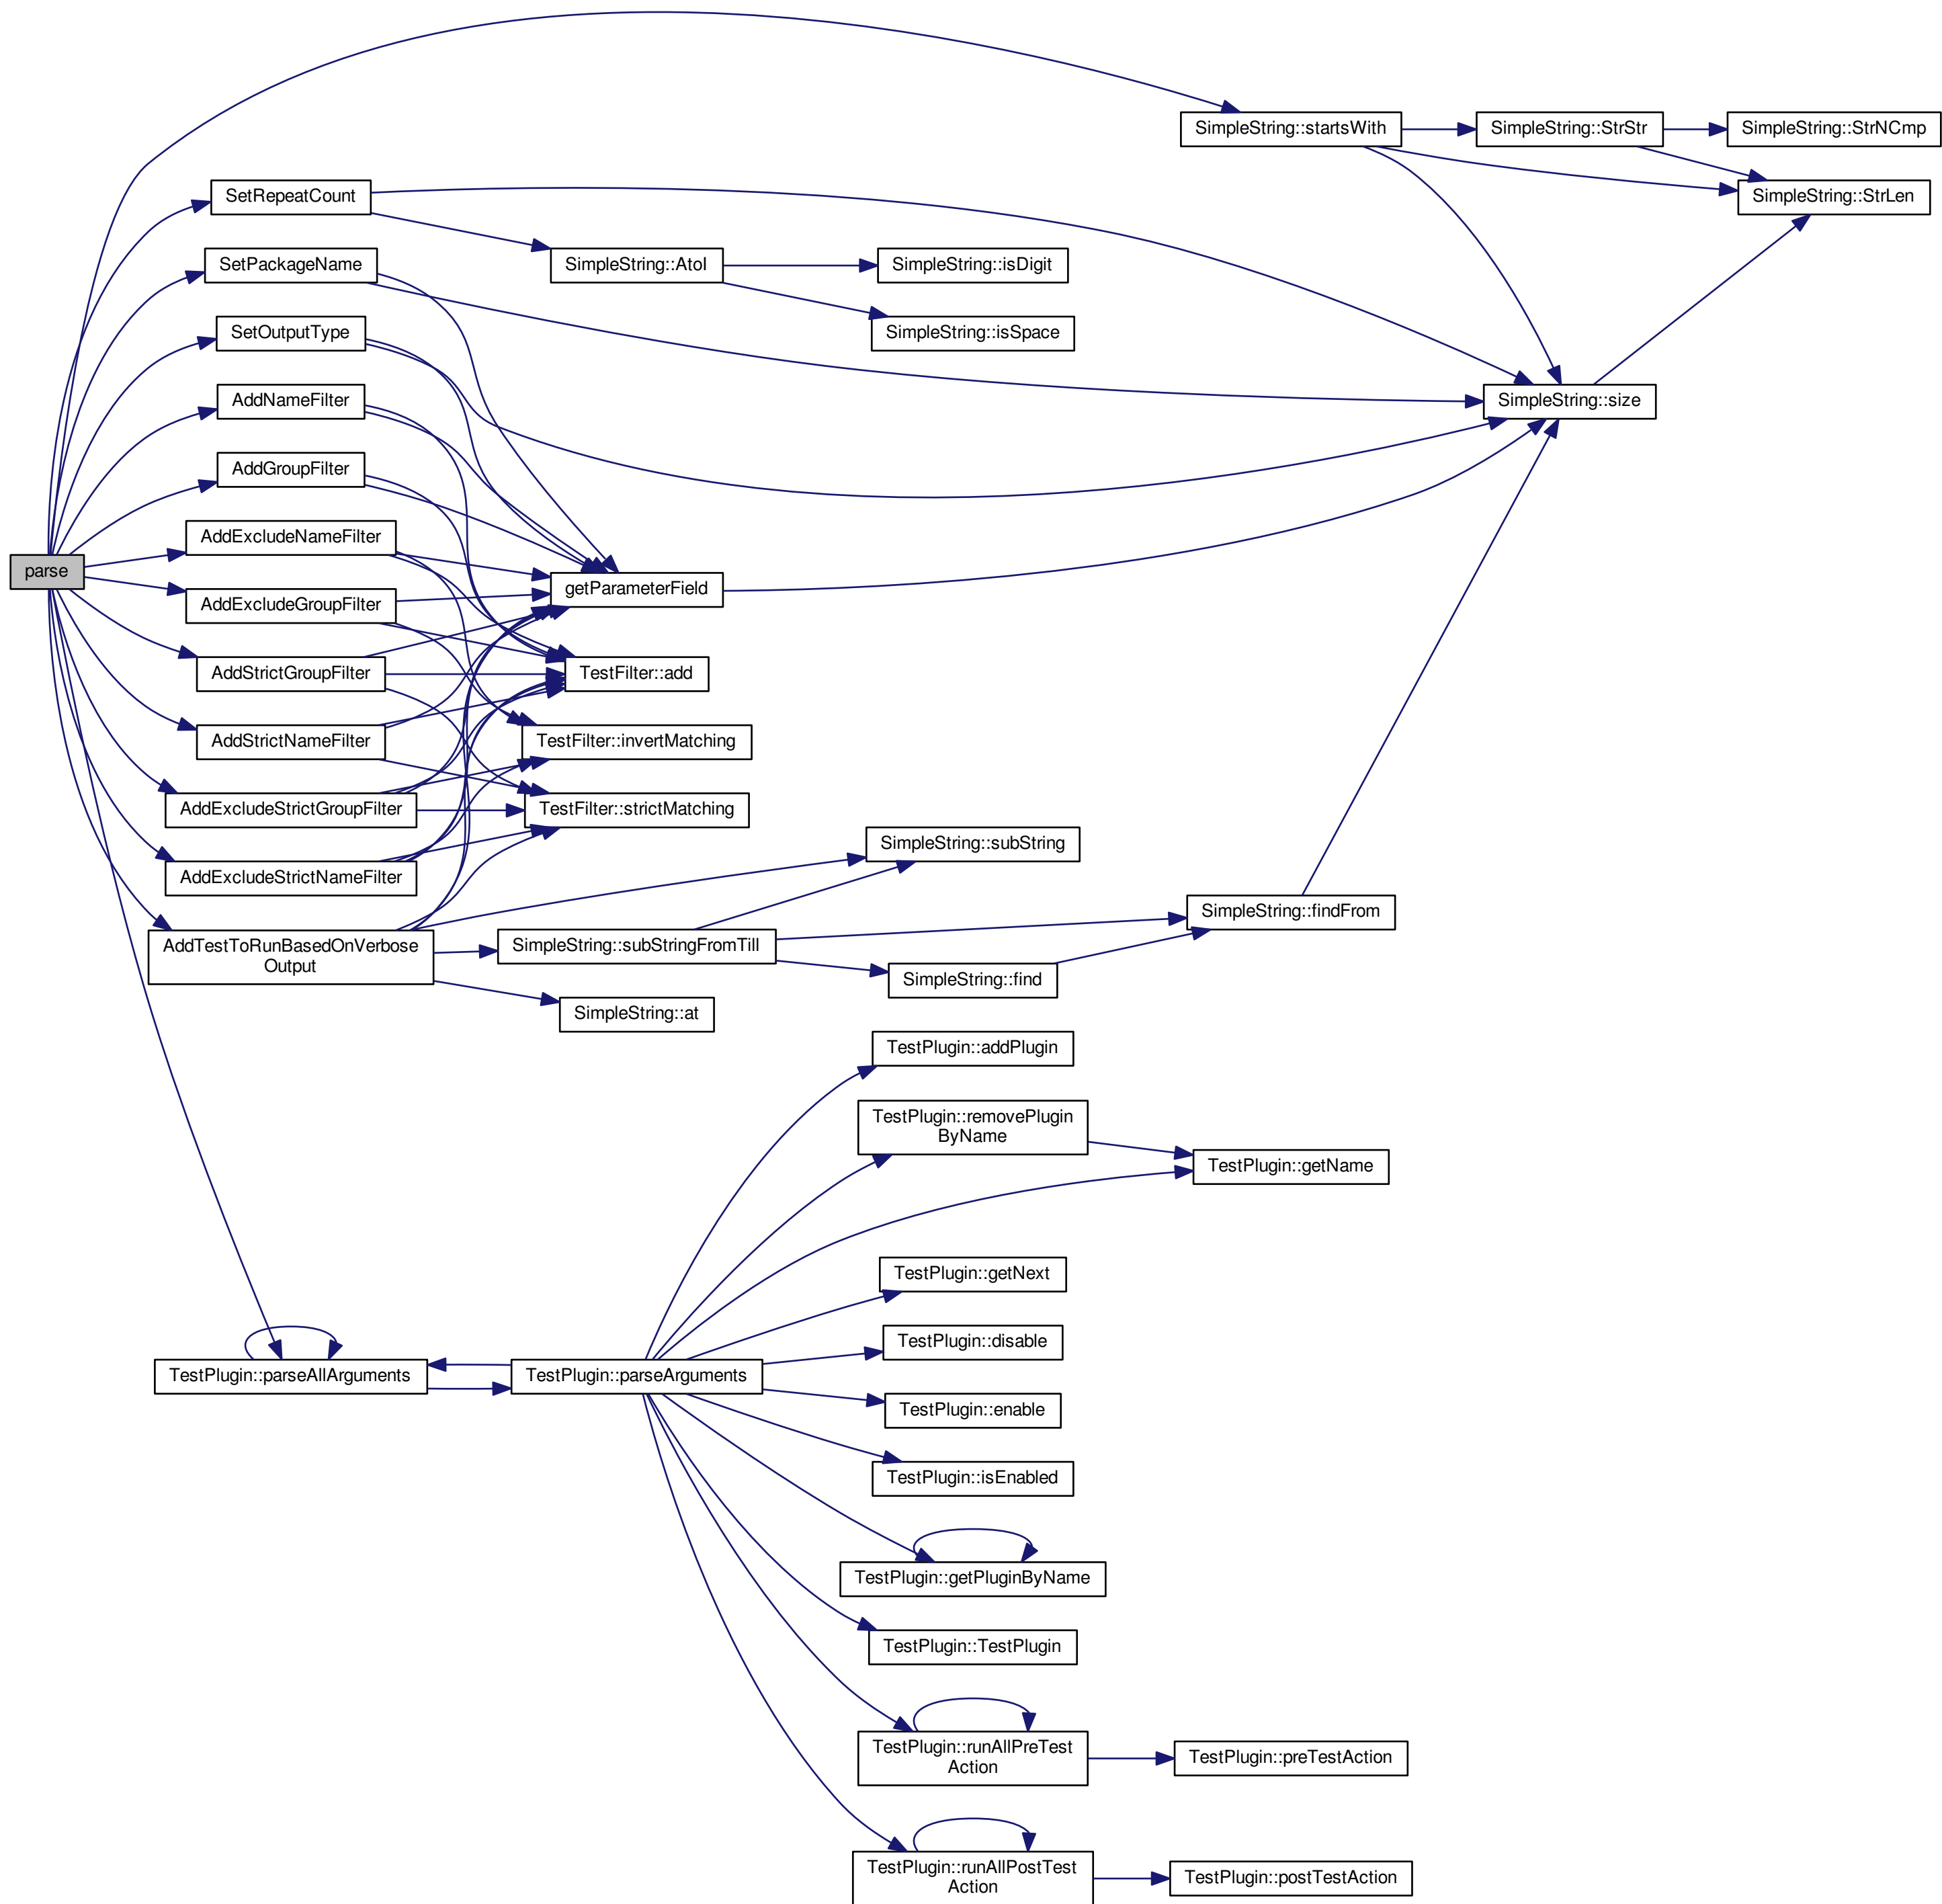 SimpleString::startsWith
SimpleString::StrStr
SimpleString::StrNCmp
SetRepeatCount
SimpleString::StrLen
SetPackageName
SimpleString::AtoI
SimpleString::isDigit
SetOutputType
SimpleString::isSpace
AddNameFilter
SimpleString::size
AddGroupFilter
AddExcludeNameFilter
parse
getParameterField
AddExcludeGroupFilter
AddStrictGroupFilter
TestFilter::add
AddStrictNameFilter
TestFilter::invertMatching
AddExcludeStrictGroupFilter
TestFilter::strictMatching
SimpleString::subString
AddExcludeStrictNameFilter
SimpleString::findFrom
AddTestToRunBasedOnVerbose
Output
SimpleString::subStringFromTill
SimpleString::find
SimpleString::at
TestPlugin::addPlugin
TestPlugin::removePlugin
ByName
TestPlugin::getName
TestPlugin::getNext
TestPlugin::disable
TestPlugin::parseAllArguments
TestPlugin::parseArguments
TestPlugin::enable
TestPlugin::isEnabled
TestPlugin::getPluginByName
TestPlugin::TestPlugin
TestPlugin::runAllPreTest
Action
TestPlugin::preTestAction
TestPlugin::runAllPostTest
Action
TestPlugin::postTestAction